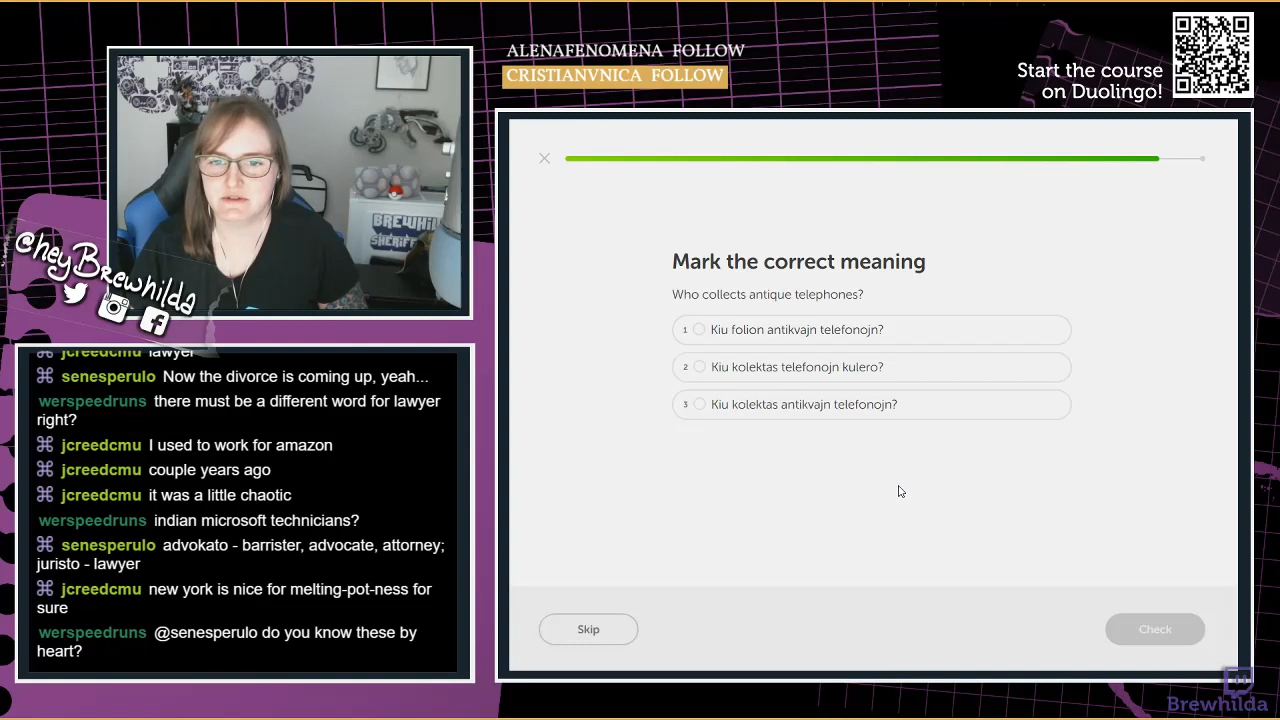 ALENAFENOMENA FOLLOW
CRISTIANVNICA FOLLOW
Start the course
on Duolingo!
BREWHIL
SHERIFF
@heyBrewhilda
jcreedcmu lawyer
senesperulo Now the divorce is coming up, yeah...
werspeedruns there must be a different word for lawyer
right?
jcreedcmu I used to work for amazon
jcreedcmu couple years ago
jcreedcmu it was a little chaotic
werspeedruns indian microsoft technicians?
senesperulo advokato - barrister, advocate, attorney;
juristo - lawyer
jcreedcmu new york is nice for melting-pot-ness for
sure
werspeedruns @senesperulo do you know these by
heart?
Mark the correct meaning
Who collects antique telephones?
1 Kiu folion antikvajn telefonojn?
2 Kiu kolektas telefonojn kulero?
3 Kiu kolektas antikvajn telefonojn?
Skip
Check
Brewhilda